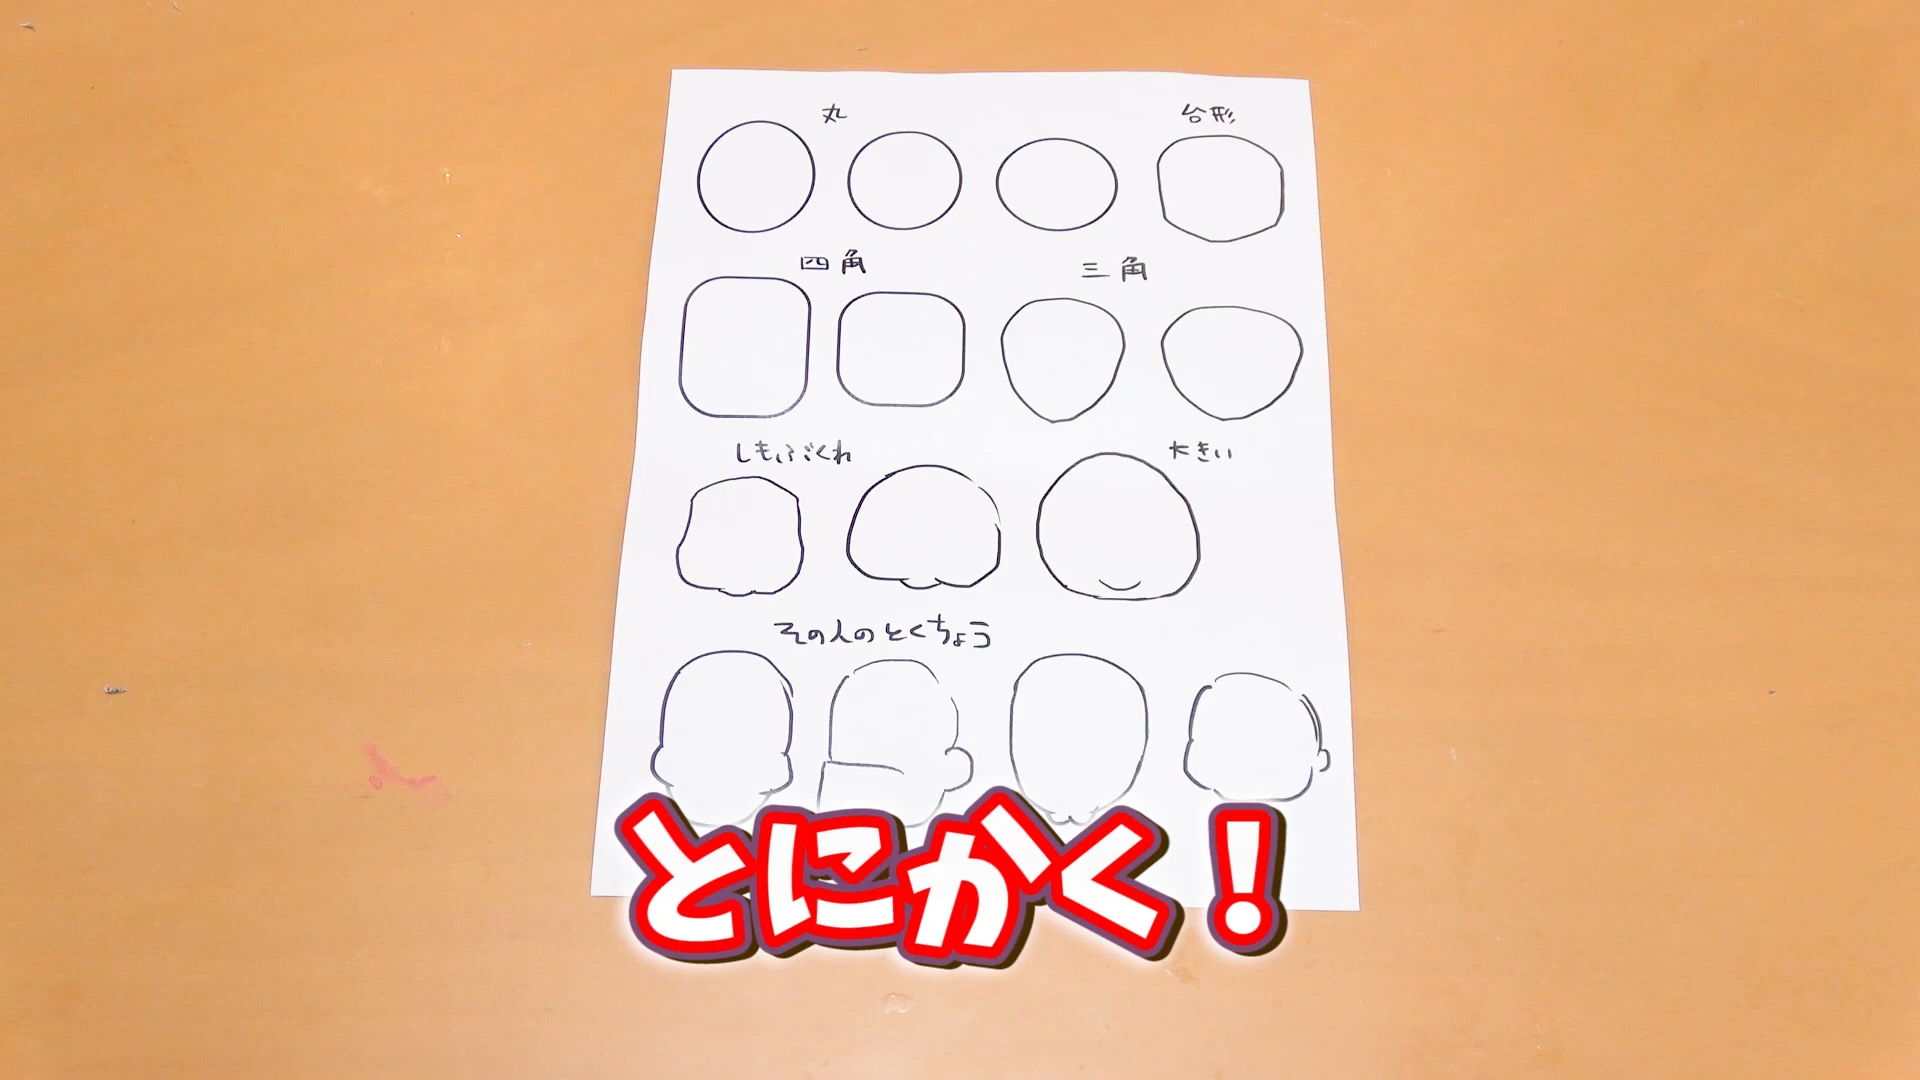 丸
台形
四角
三角
しもぶくれ
大きい
その人のとくちょう
とにかく！